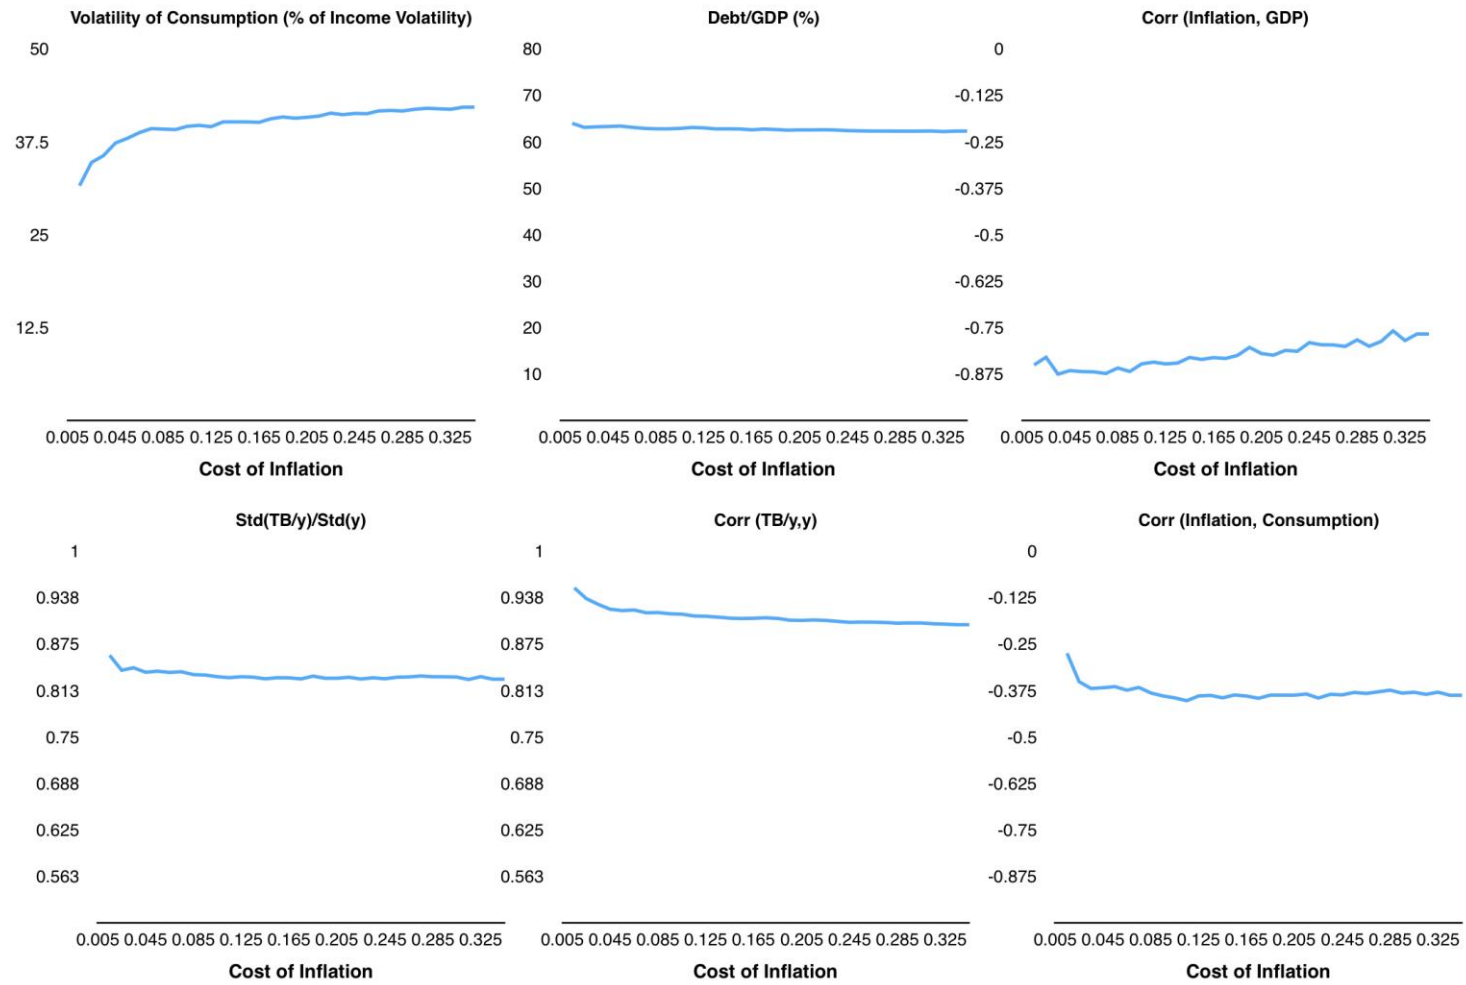 Volatility of Consumption (% of Income Volatility)
50
37.5
25
12.5
0.005 0.045 0.085 0.125 0.165 0.205 0.245 0.285 0.325
Cost of Inflation
Debt/GDP (%)
80
70
60
50
40
30
20
10
0.005 0.045 0.085 0.125 0.165 0.205 0.245 0.285 0.325
Cost of Inflation
Corr (Inflation, GDP)
0
-0.125
-0.25
-0.375
-0.5
-0.625
-0.75
-0.875
0.005 0.045 0.085 0.125 0.165 0.205 0.245 0.285 0.325
Cost of Inflation
Std(TB/y)/Std(y)
1
0.938
0.875
0.813
0.75
0.688
0.625
0.563
0.005 0.045 0.085 0.125 0.165 0.205 0.245 0.285 0.325
Cost of Inflation
Corr (TB/y,y)
1
0.938
0.875
0.813
0.75
0.688
0.625
0.563
0.005 0.045 0.085 0.125 0.165 0.205 0.245 0.285 0.325
Cost of Inflation
Corr (Inflation, Consumption)
0
-0.125
-0.25
-0.375
-0.5
-0.625
-0.75
-0.875
0.005 0.045 0.085 0.125 0.165 0.205 0.245 0.285 0.325
Cost of Inflation